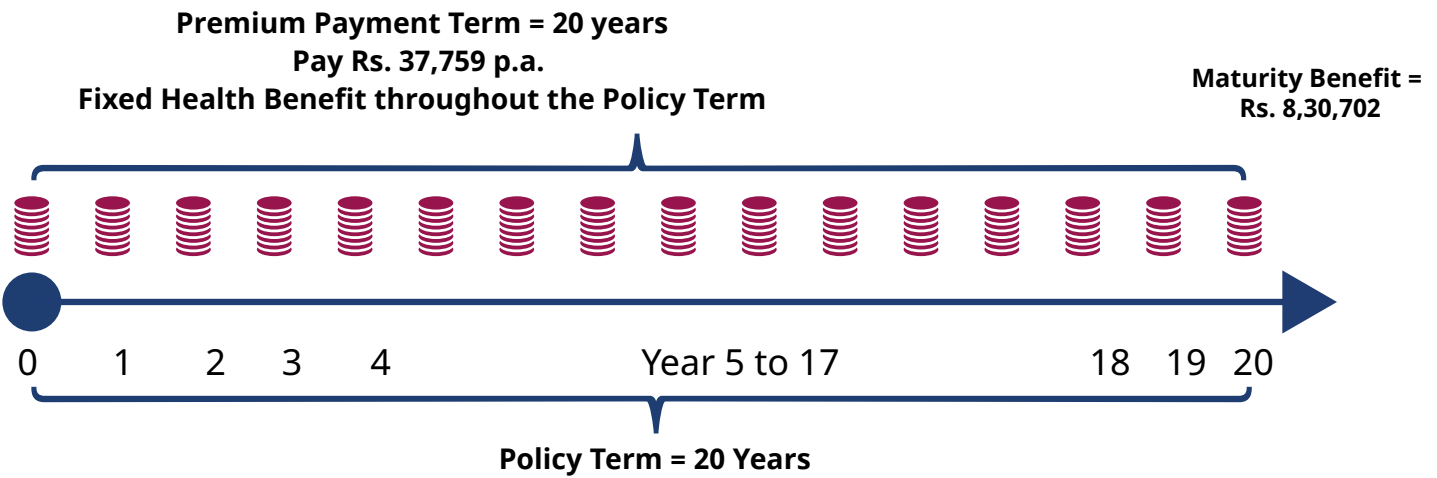 Premium Payment Term = 20 years
Pay Rs. 37,759 p.a.
Fixed Health Benefit throughout the Policy Term
Maturity Benefit =
Rs. 8,30,702
0 1 2 3 4 Year 5 to 17 18 19 20
Policy Term = 20 Years